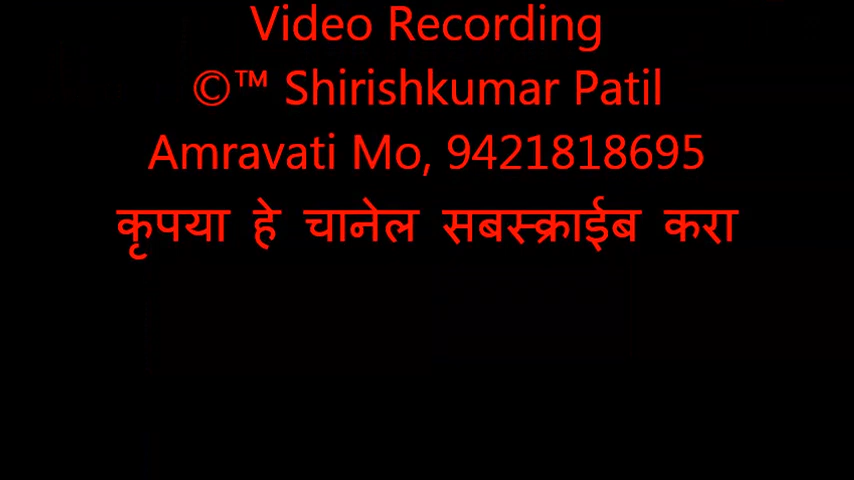 Video Recording
©™ Shirishkumar Patil
Amravati Mo, 9421818695
कृपया हे चानेल सबस्क्राईब करा